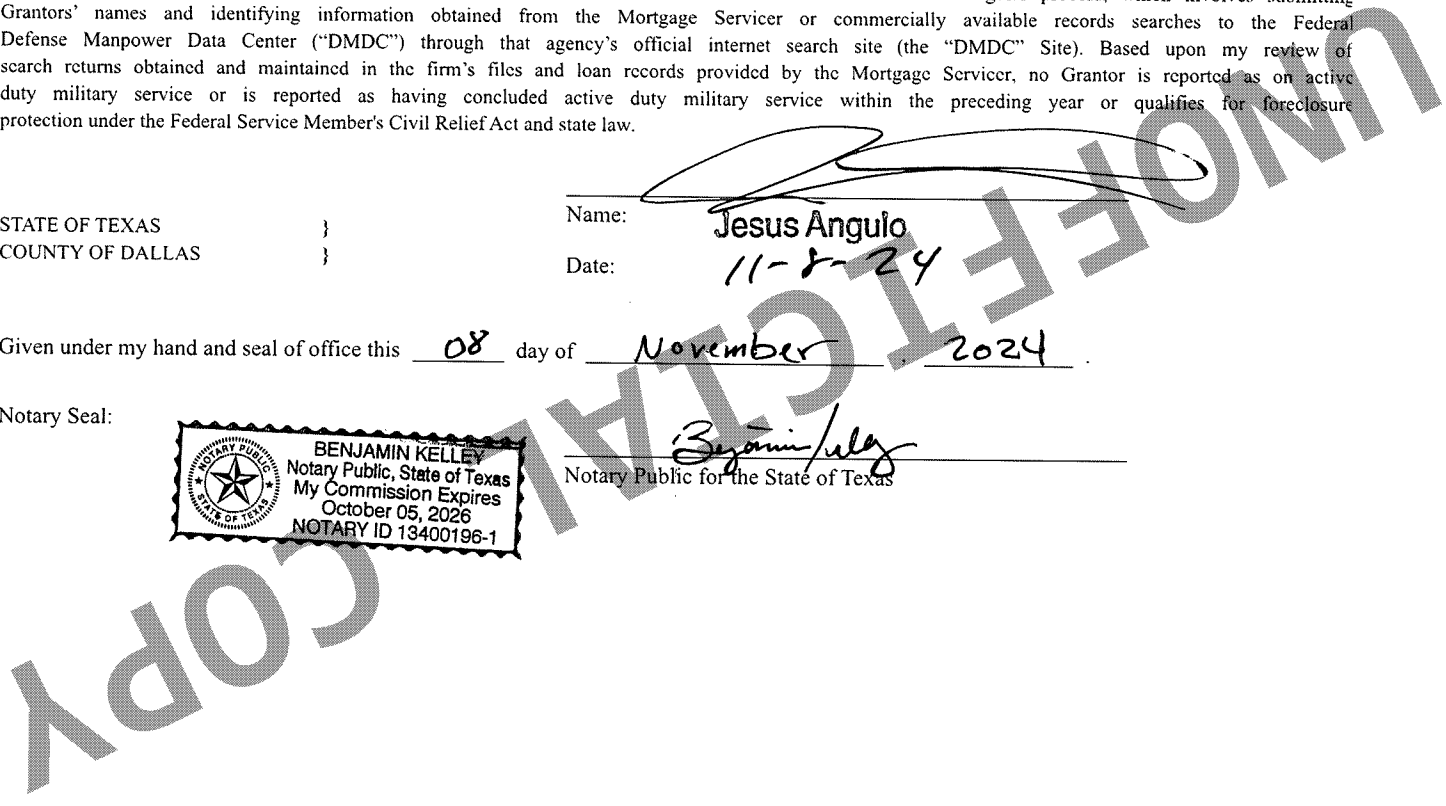 Grantors' names and identifying information obtained from the Mortgage Servicer or commercially available records searches to the Federal
Defense Manpower Data Center ("DMDC") through that agency's official internet search site (the "DMDC" Site). Based upon my review of
search returns obtained and maintained in the firm's files and loan records provided by the Mortgage Servicer, no Grantor is reported as on active
duty military service or is reported as having concluded active duty military service within the preceding year or qualifies for foreclosure
protection under the Federal Service Member's Civil Relief Act and state law.
STATE OF TEXAS }
COUNTY OF DALLAS }
Name: Jesus Angulo
Date: 11-8-24
Given under my hand and seal of office this 08 day of November, 2024.
Notary Seal:
NOTARY PUBLIC
STATE OF TEXAS
BENJAMIN KELLEY
Notary Public, State of Texas
My Commission Expires
October 05, 2026
NOTARY ID 13400196-1
Benjamin Kelley
Notary Public for the State of Texas
UNOFFICIAL COPY